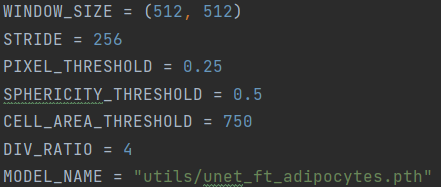 WINDOW_SIZE = (512, 512)
STRIDE = 256
PIXEL_THRESHOLD = 0.25
SPHERICITY_THRESHOLD = 0.5
CELL_AREA_THRESHOLD = 750
DIV_RATIO = 4
MODEL_NAME = "utils/unet_ft_adipocytes.pth"